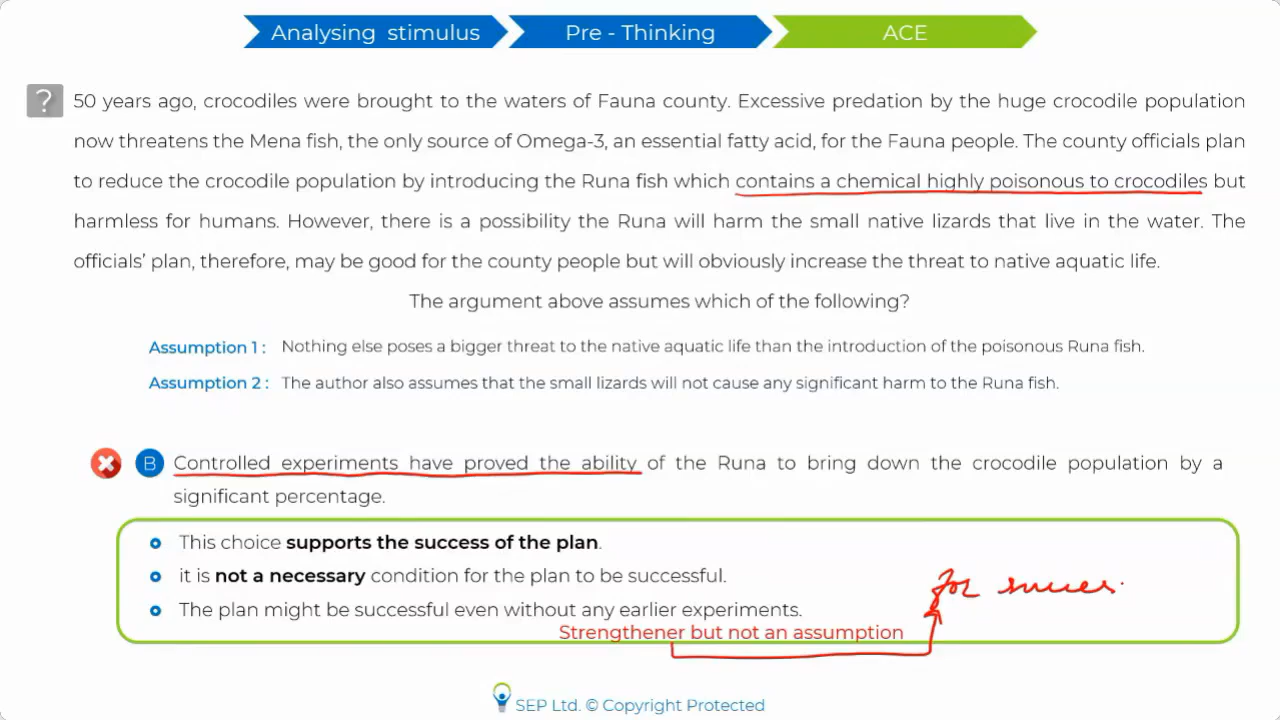 Analysing stimulus
Pre - Thinking
ACE
?
50 years ago, crocodiles were brought to the waters of Fauna county. Excessive predation by the huge crocodile population
now threatens the Mena fish, the only source of Omega-3, an essential fatty acid, for the Fauna people. The county officials plan
to reduce the crocodile population by introducing the Runa fish which contains a chemical highly poisonous to crocodiles but
harmless for humans. However, there is a possibility the Runa will harm the small native lizards that live in the water. The
officials' plan, therefore, may be good for the county people but will obviously increase the threat to native aquatic life.
The argument above assumes which of the following?
Assumption 1 : Nothing else poses a bigger threat to the native aquatic life than the introduction of the poisonous Runa fish.
Assumption 2 : The author also assumes that the small lizards will not cause any significant harm to the Runa fish.
B Controlled experiments have proved the ability of the Runa to bring down the crocodile population by a
significant percentage.
This choice supports the success of the plan.
it is not a necessary condition for the plan to be successful.
for succes
The plan might be successful even without any earlier experiments.
Strengthener but not an assumption
SEP Ltd. © Copyright Protected